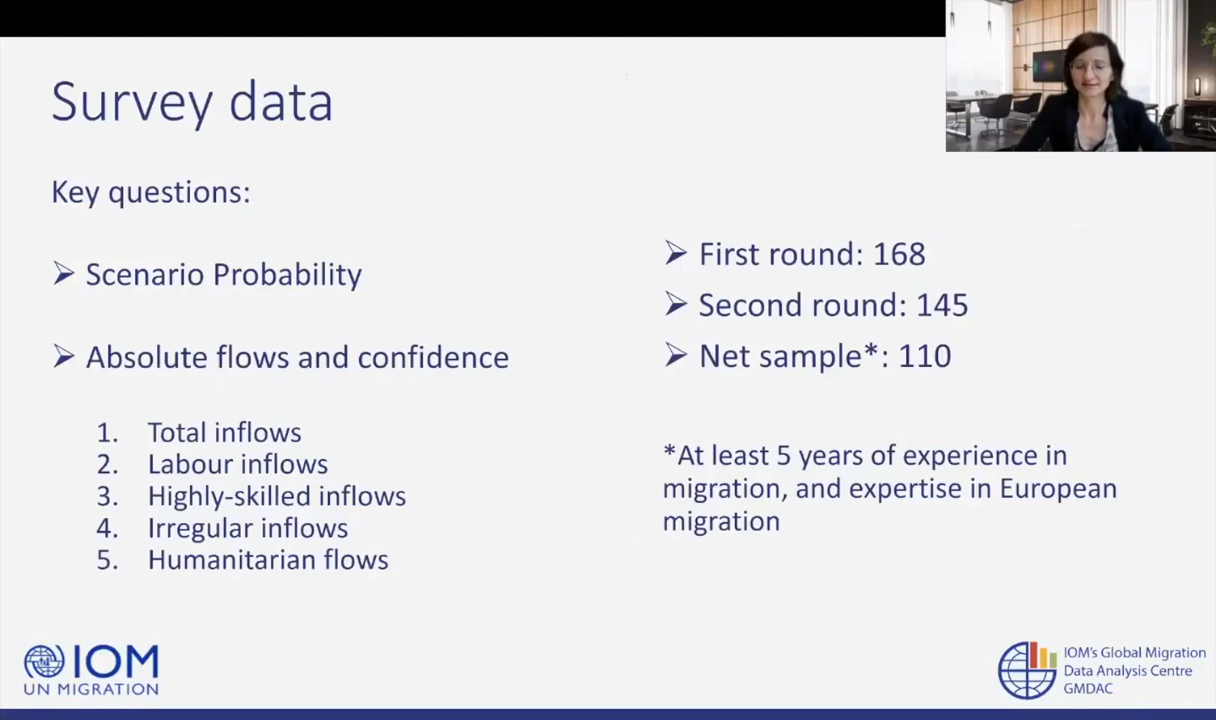 Survey data
Key questions:
➢ Scenario Probability
➢ Absolute flows and confidence
1. Total inflows
2. Labour inflows
3. Highly-skilled inflows
4. Irregular inflows
5. Humanitarian flows
➢ First round: 168
➢ Second round: 145
➢ Net sample*: 110
*At least 5 years of experience in
migration, and expertise in European
migration
IOM
UN MIGRATION
IOM's Global Migration
Data Analysis Centre
GMDAC